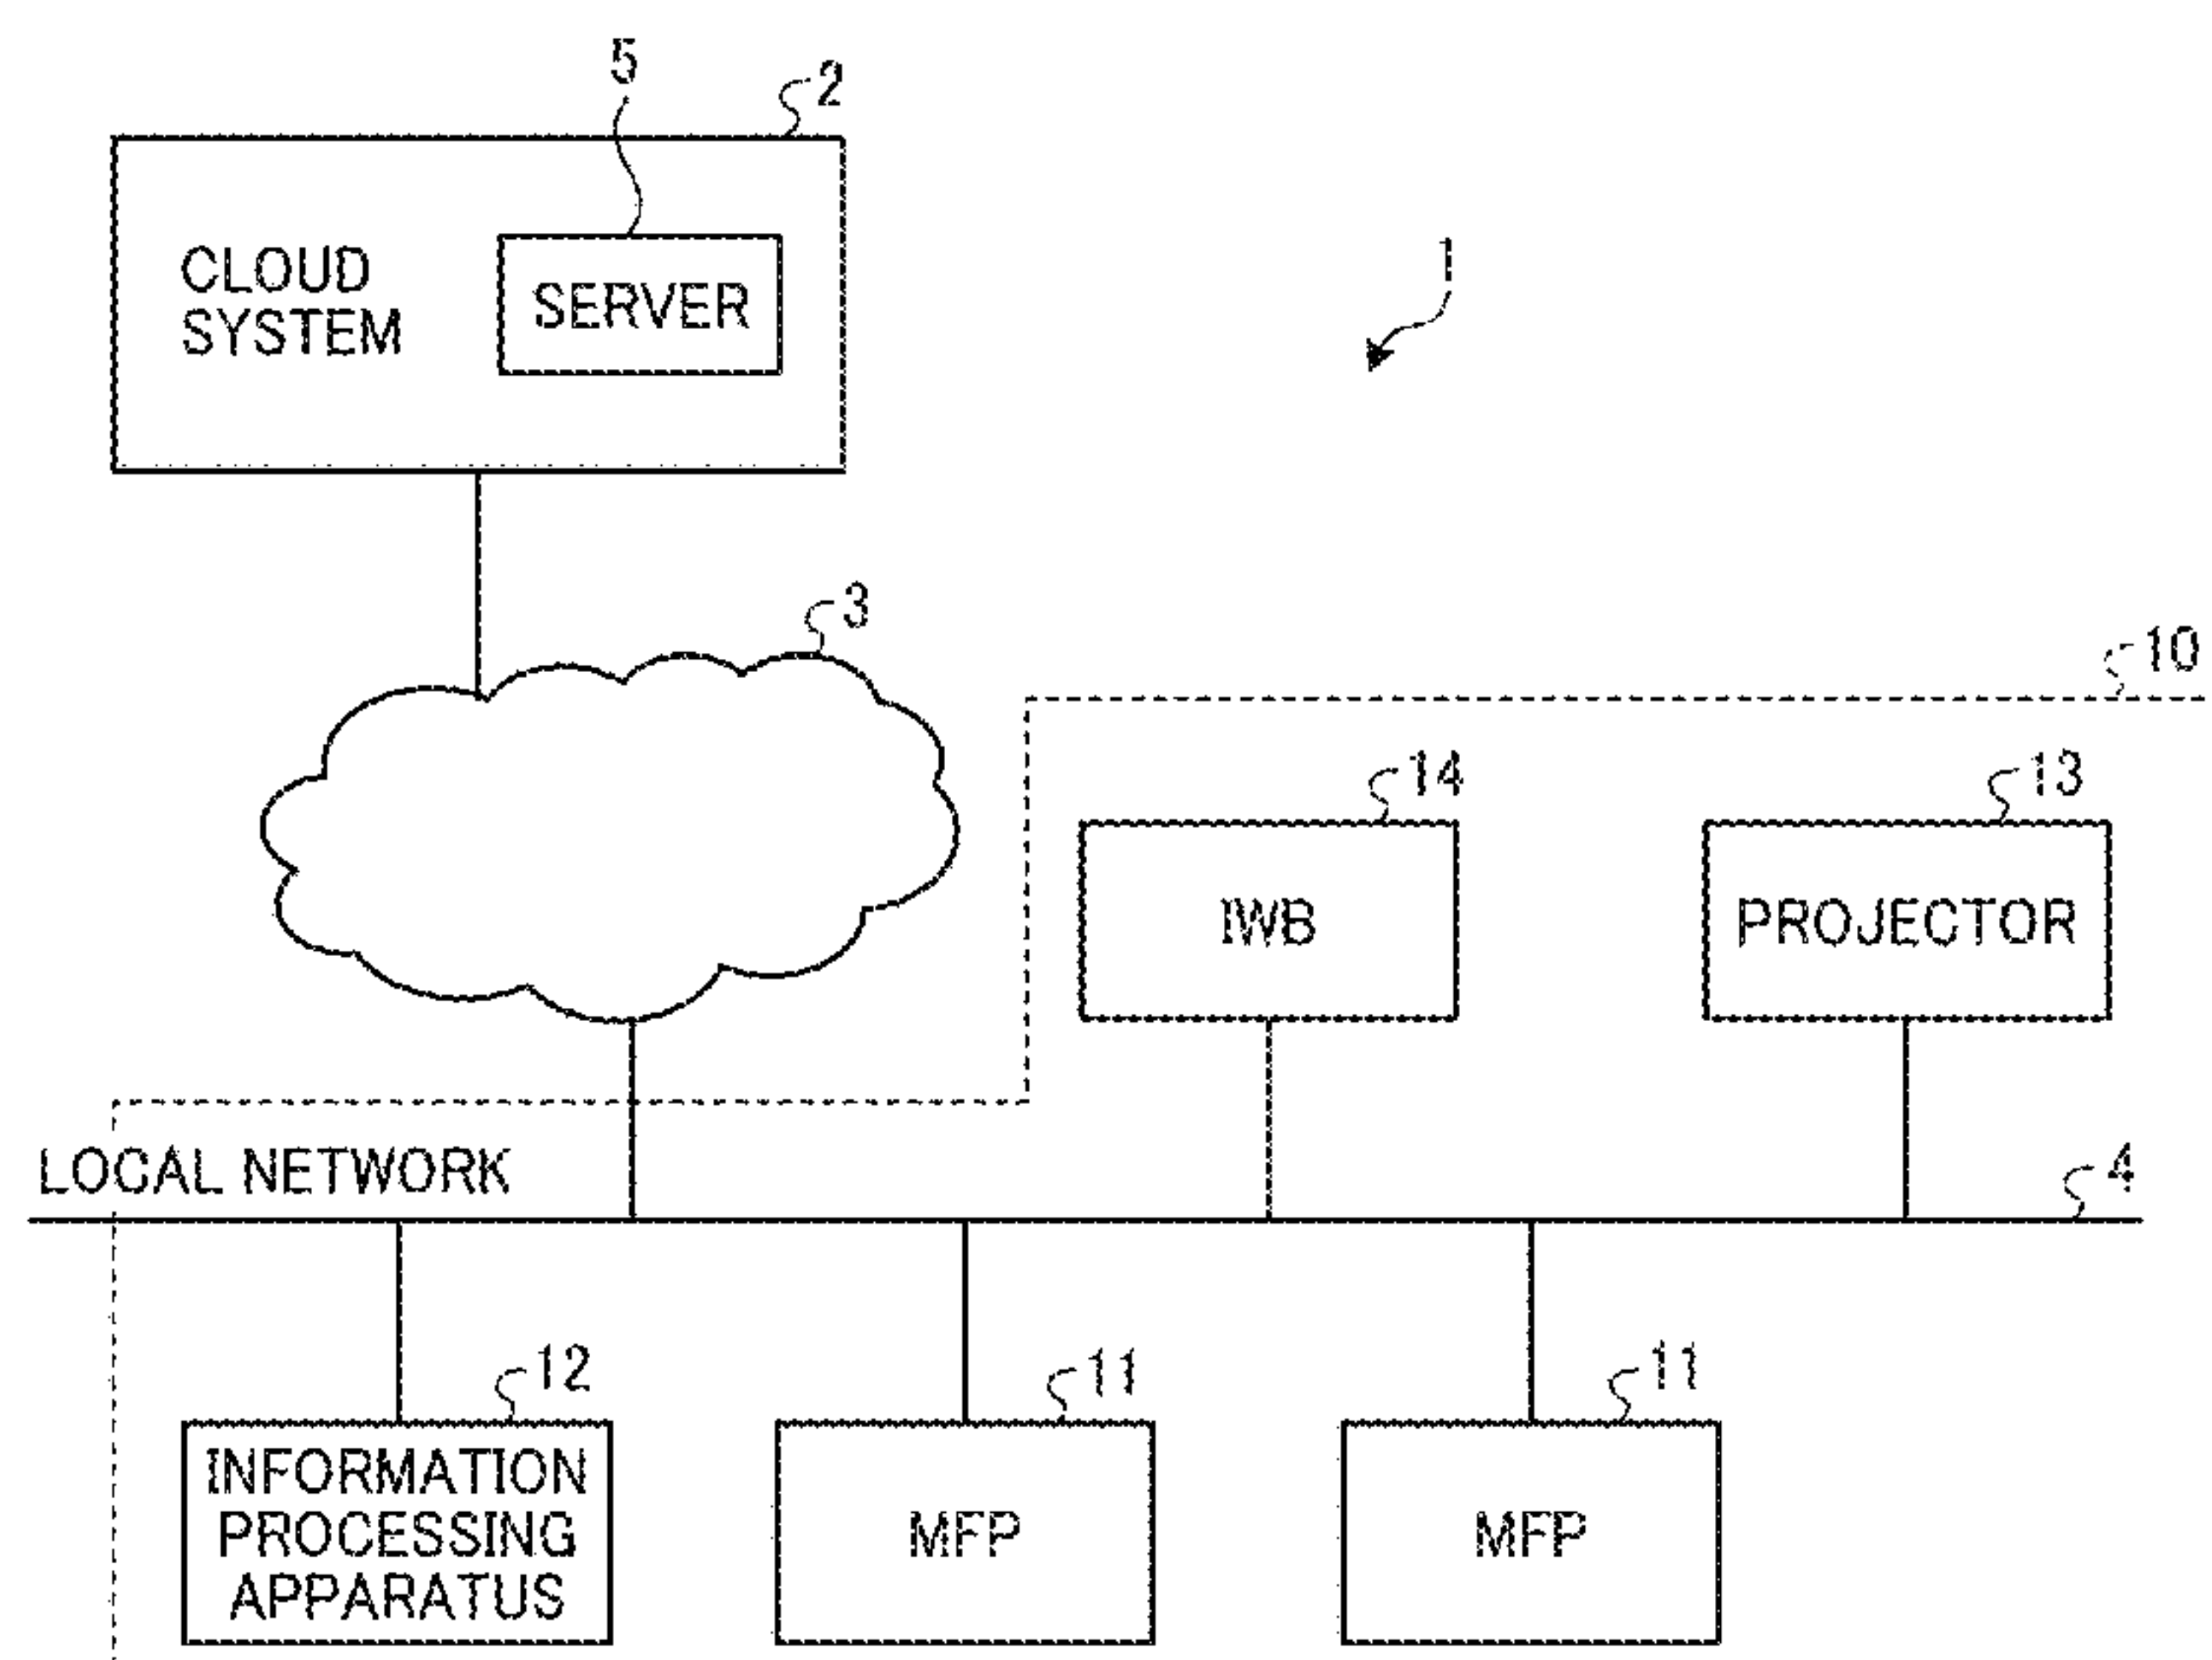 5
2
CLOUD
SYSTEM
SERVER
1
3
10
14
13
IWB
PROJECTOR
LOCAL NETWORK
4
12
11
11
INFORMATION
PROCESSING
APPARATUS
MFP
MFP